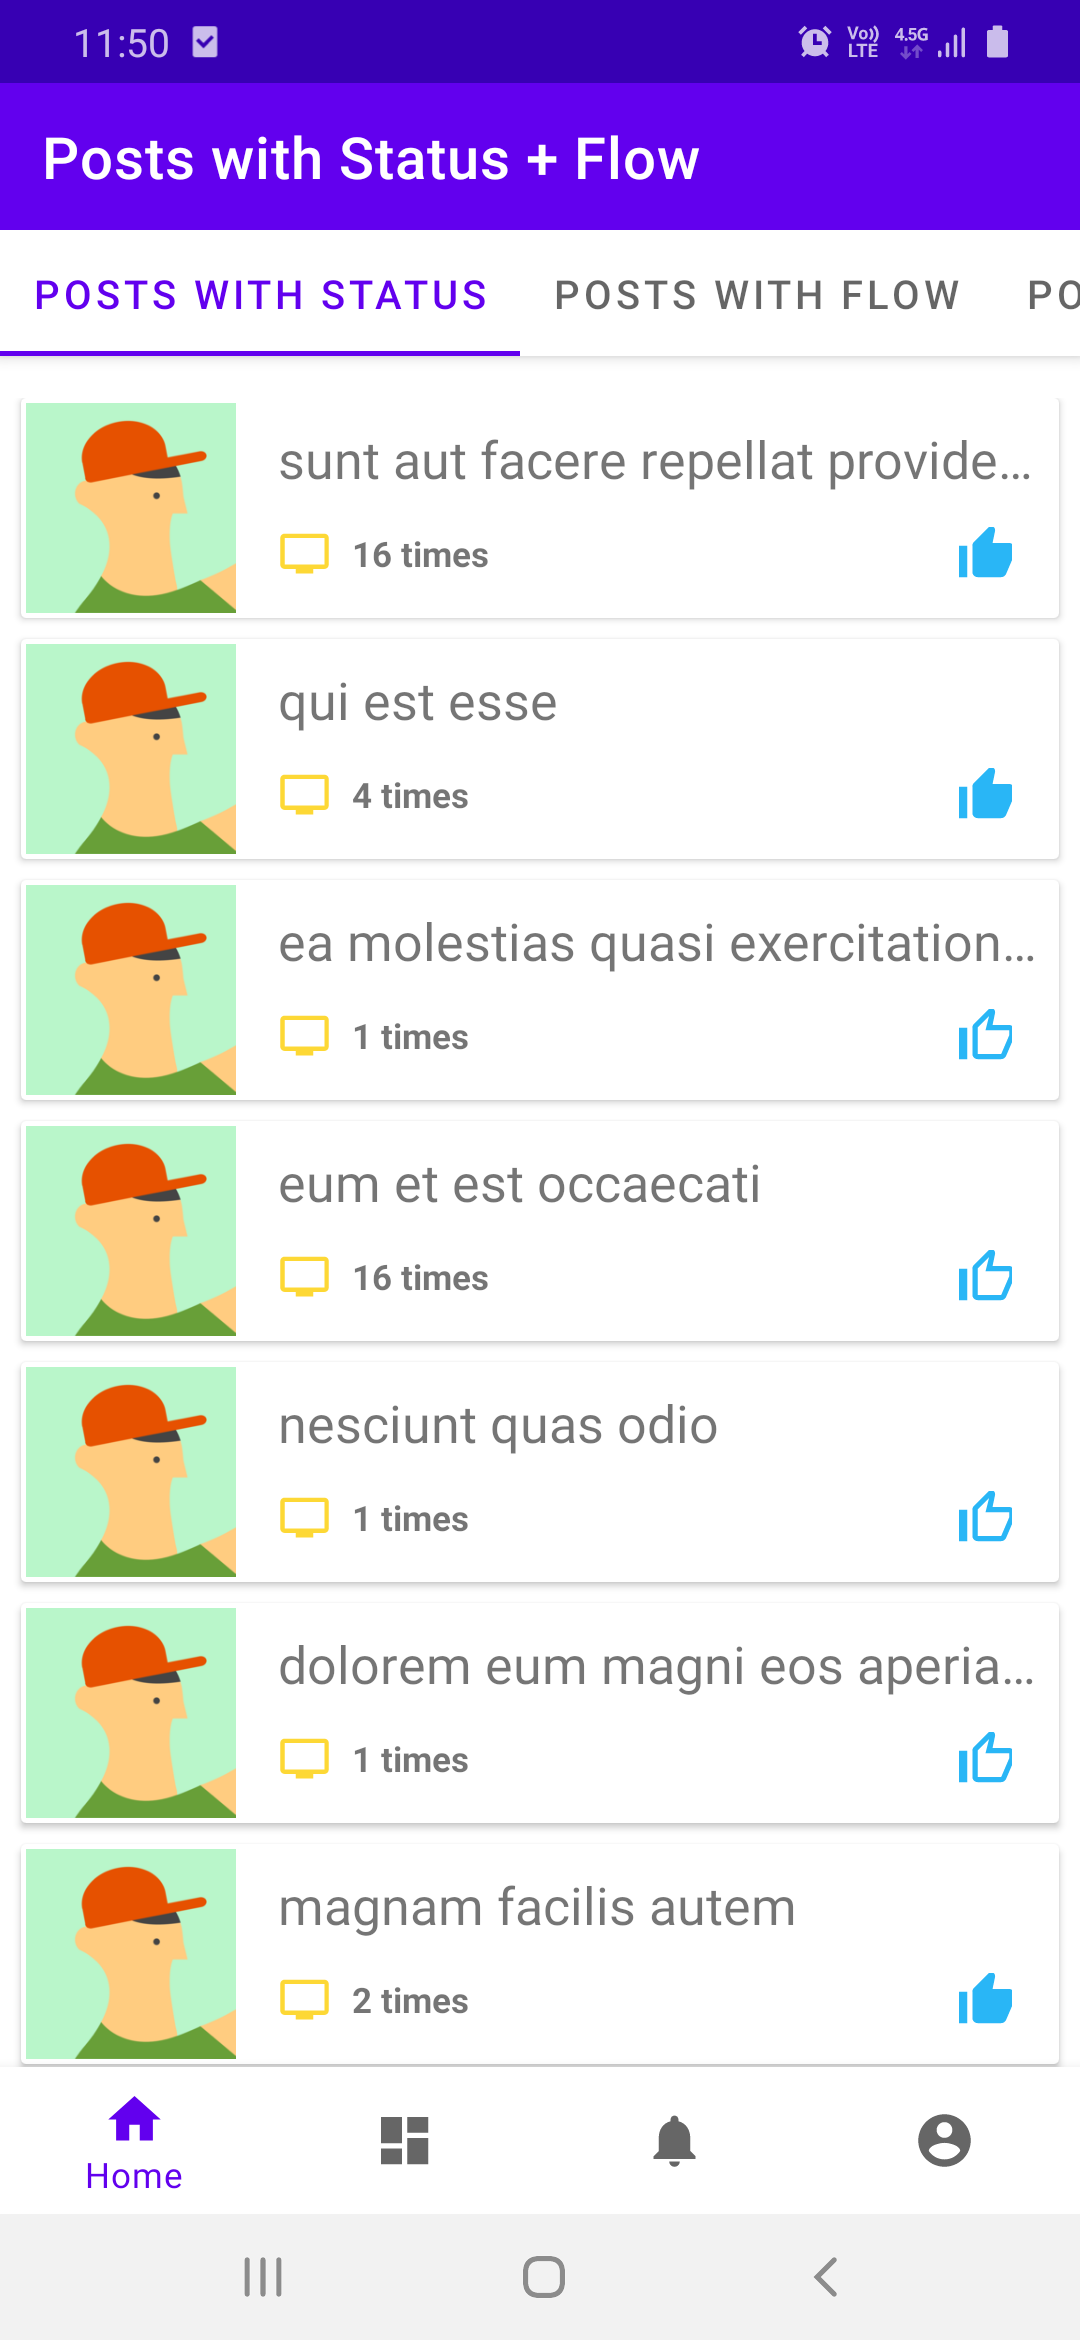 11:50
Vo))
LTE
4.5G
Posts with Status + Flow
POSTS WITH STATUS
POSTS WITH FLOW
PO
sunt aut facere repellat provide...
16 times
qui est esse
4 times
ea molestias quasi exercitation...
1 times
eum et est occaecati
16 times
nesciunt quas odio
1 times
dolorem eum magni eos aperia...
1 times
magnam facilis autem
2 times
Home